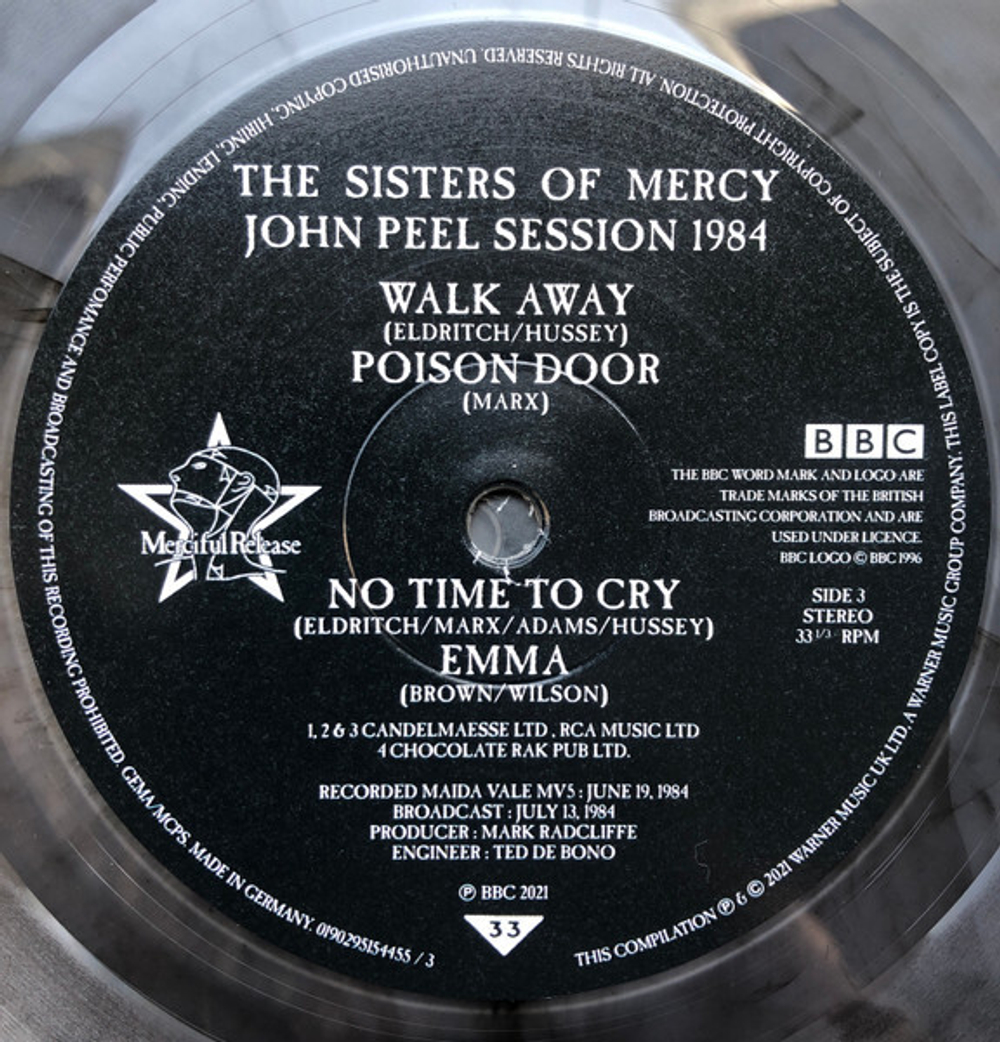 THE SISTERS OF MERCY
JOHN PEEL SESSION 1984
WALK AWAY
(ELDRITCH/HUSSEY)
POISON DOOR
(MARX)
Merciful Release
BBC
THE BBC WORD MARK AND LOGO ARE
TRADE MARKS OF THE BRITISH
BROADCASTING CORPORATION AND ARE
USED UNDER LICENCE.
BBC LOGO © BBC 1996
SIDE 3
STEREO
33 1/3 RPM
NO TIME TO CRY
(ELDRITCH/MARX/ADAMS/HUSSEY)
EMMA
(BROWN/WILSON)
1, 2 & 3 CANDELMAESSE LTD , RCA MUSIC LTD
4 CHOCOLATE RAK PUB LTD.
RECORDED MAIDA VALE MV5 : JUNE 19, 1984
BROADCAST : JULY 13, 1984
PRODUCER : MARK RADCLIFFE
ENGINEER : TED DE BONO
℗ BBC 2021
33
THIS COMPILATION ℗ & © 2021 WARNER MUSIC UK LTD, A WARNER MUSIC GROUP COMPANY. THIS LABEL COPY IS THE SUBJECT OF COPYRIGHT PROTECTION. ALL RIGHTS RESERVED. UNAUTHORISED COPYING, HIRING, LENDING, PUBLIC PERFOMANCE AND BROADCASTING OF THIS RECORDING PROHIBITED. GEMA/MCPS. MADE IN GERMANY. 0190295154455 / 3